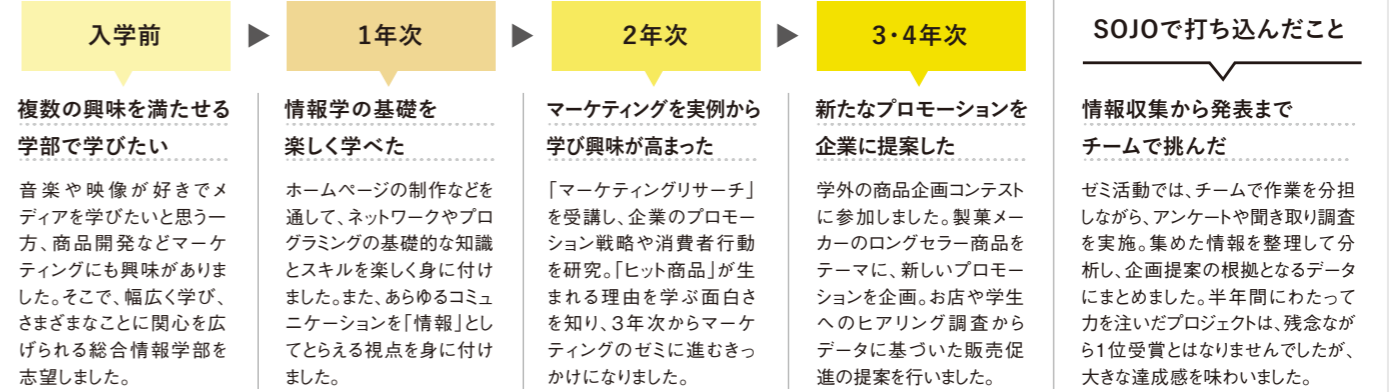 入学前
複数の興味を満たせる
学部で学びたい
音楽や映像が好きでメ
ディアを学びたいと思う一
方、商品開発などマーケ
ティングにも興味がありま
した。そこで、幅広く学び、
さまざまなことに関心を広
げられる総合情報学部を
志望しました。
1年次
情報学の基礎を
楽しく学べた
ホームページの制作などを
通して、ネットワークやプロ
グラミングの基礎的な知識
とスキルを楽しく身に付け
ました。また、あらゆるコミュ
ニケーションを「情報」とし
てとらえる視点を身に付け
ました。
2年次
マーケティングを実例から
学び興味が高まった
「マーケティングリサーチ」
を受講し、企業のプロモー
ション戦略や消費者行動
を研究。「ヒット商品」が生
まれる理由を学ぶ面白さ
を知り、3年次からマーケ
ティングのゼミに進むきっ
かけになりました。
3・4年次
新たなプロモーションを
企業に提案した
学外の商品企画コンテスト
に参加しました。製菓メー
カーのロングセラー商品を
テーマに、新しいプロモー
ションを企画。お店や学生
へのヒアリング調査から
データに基づいた販売促
進の提案を行いました。
SOJOで打ち込んだこと
情報収集から発表まで
チームで挑んだ
ゼミ活動では、チームで作業を分担
しながら、アンケートや聞き取り調査
を実施。集めた情報を整理して分
析し、企画提案の根拠となるデータ
にまとめました。半年間にわたって
力を注いだプロジェクトは、残念なが
ら1位受賞とはなりませんでしたが、
大きな達成感を味わいました。